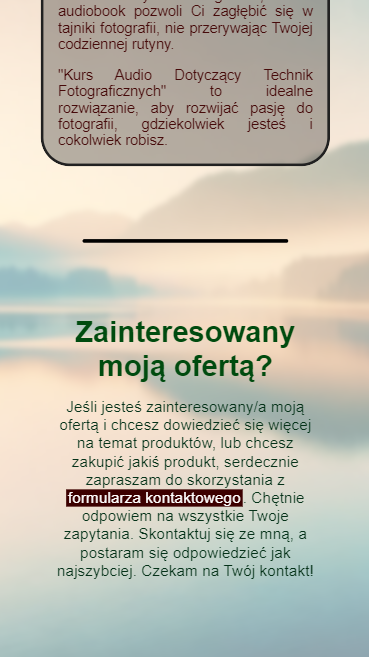 audiobook pozwoli Ci zagłębić się w
tajniki fotografii, nie przerywając Twojej
codziennej rutyny.
"Kurs Audio Dotyczący Technik
Fotograficznych" to idealne
rozwiązanie, aby rozwijać pasję do
fotografii, gdziekolwiek jesteś i
cokolwiek robisz.
Zainteresowany
moją ofertą?
Jeśli jesteś zainteresowany/a moją
ofertą i chcesz dowiedzieć się więcej
na temat produktów, lub chcesz
zakupić jakiś produkt, serdecznie
zapraszam do skorzystania z
formularza kontaktowego. Chętnie
odpowiem na wszystkie Twoje
zapytania. Skontaktuj się ze mną, a
postaram się odpowiedzieć jak
najszybciej. Czekam na Twój kontakt!